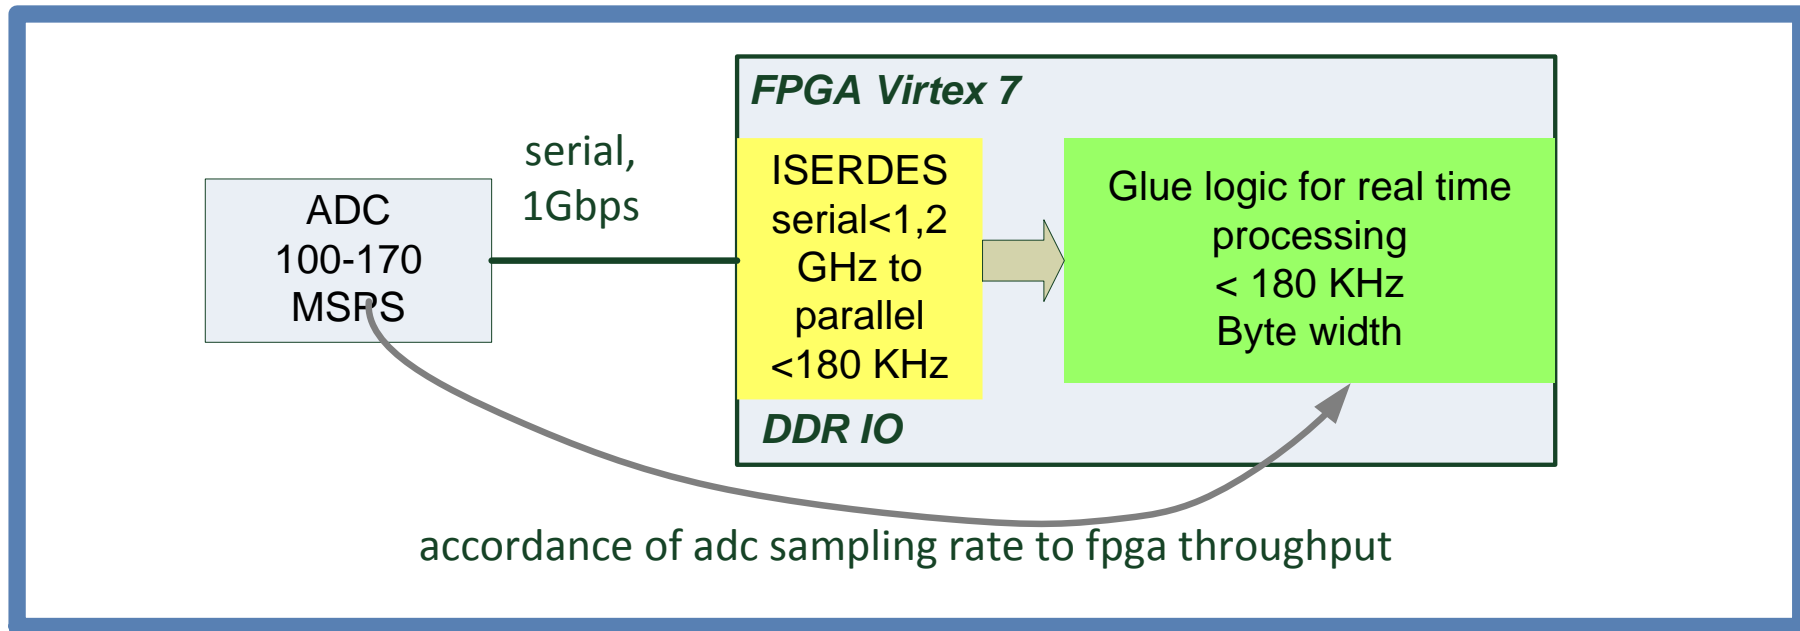 FPGA Virtex 7
serial,
1Gbps
ADC
100-170
MSPS
ISERDES
serial<1,2
GHz to
parallel
<180 KHz
Glue logic for real time
processing
< 180 KHz
Byte width
DDR IO
accordance of adc sampling rate to fpga throughput